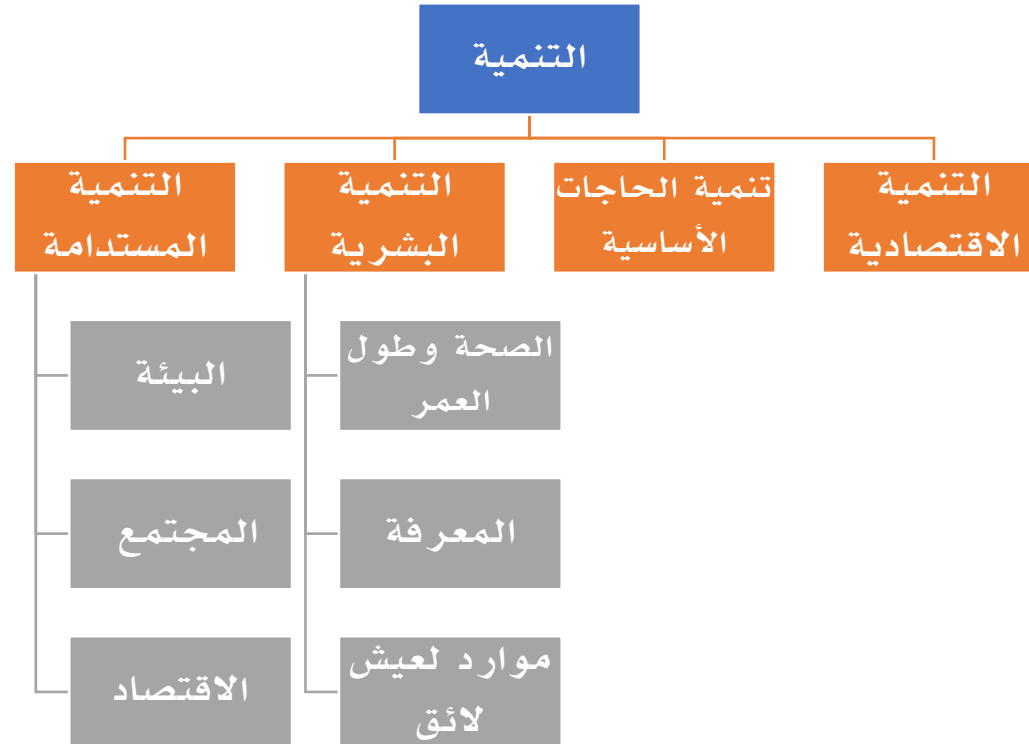 التنمية
التنمية
الاقتصادية
تنمية الحاجات
الأساسية
التنمية
البشرية
الصحة وطول
العمر
المعرفة
موارد لعيش
لائق
التنمية
المستدامة
البيئة
المجتمع
الاقتصاد